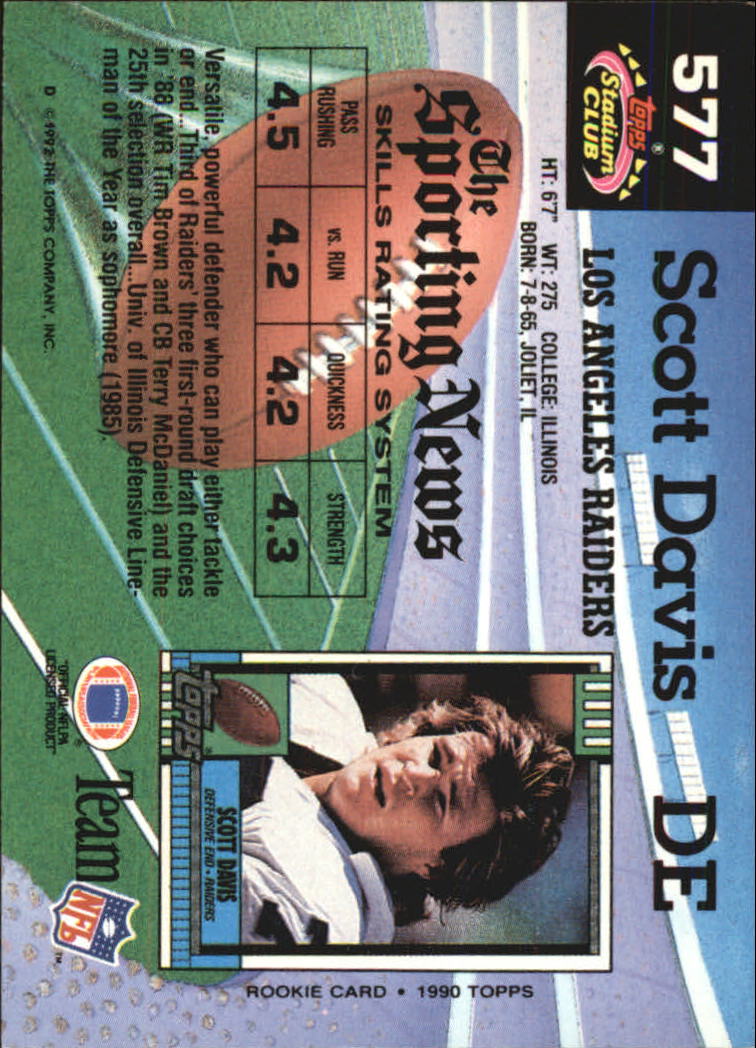 577
Scott Davis DE
topps®
Stadium
CLUB
LOS ANGELES RAIDERS
HT: 6'7" WT: 275 COLLEGE: ILLINOIS
BORN: 7-8-65, JOLIET, IL
The
Sporting News
SKILLS RATING SYSTEM
PASS RUSHING
vs. RUN
QUICKNESS
STRENGTH
4.5 4.2 4.2 4.3
Versatile, powerful defender who can play either tackle
or end...Third of Raiders' three first-round draft choices
in '88 (WR Tim Brown and CB Terry McDaniel) and the
25th selection overall...Univ. of Illinois Defensive Line-
man of the Year as sophomore (1985).
D © 1992 THE TOPPS COMPANY, INC.
topps®
SCOTT DAVIS
DEFENSIVE END • RAIDERS
ROOKIE CARD • 1990 TOPPS
"OFFICIAL NFLPA
LICENSED PRODUCT"
®
Team
NFL
™